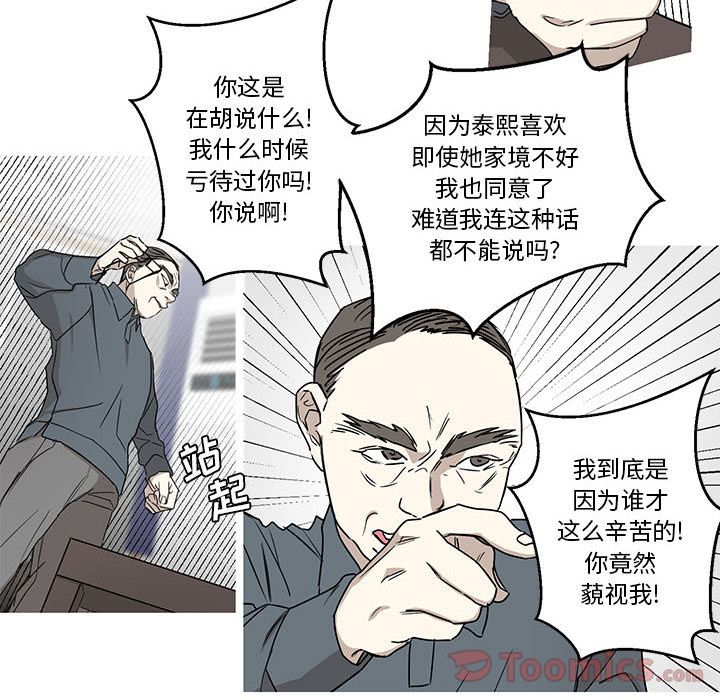 你这是
在胡说什么!
我什么时候
亏待过你吗!
你说啊!
因为泰熙喜欢
即使她家境不好
我也同意了
难道我连这种话
都不能说吗?
站起
我到底是
因为谁才
这么辛苦的!
你竟然
藐视我!
Toomics.com